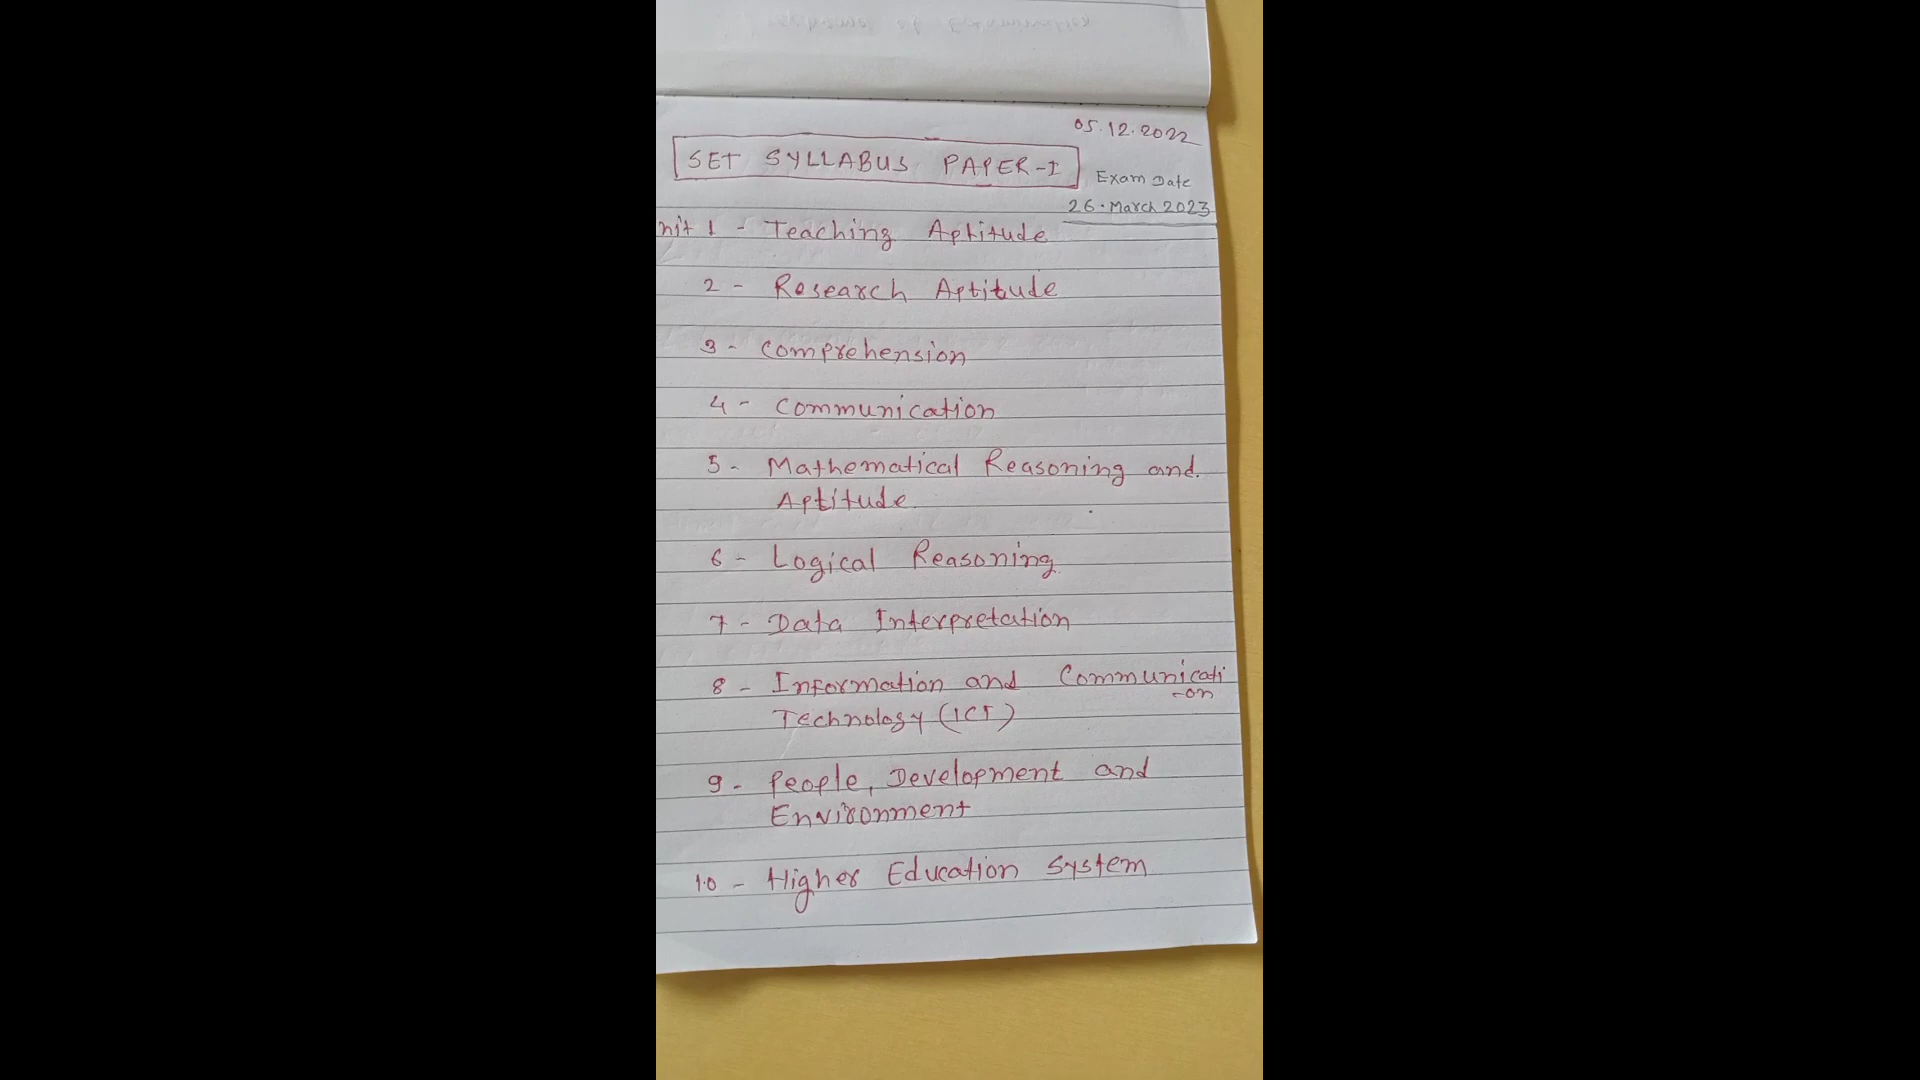 05.12.2022
SET SYLLABUS PAPER-I
Exam Date
26. March 2023
nit 1 - Teaching Aptitude
2 - Research Aptitude
3 - Comprehension
4 - Communication
5 - Mathematical Reasoning and
Aptitude
6 - Logical Reasoning
7 - Data Interpretation
8 - Information and Communicati
-on
Technology (ICT)
9 - People, Development and
Environment
10 - Higher Education System